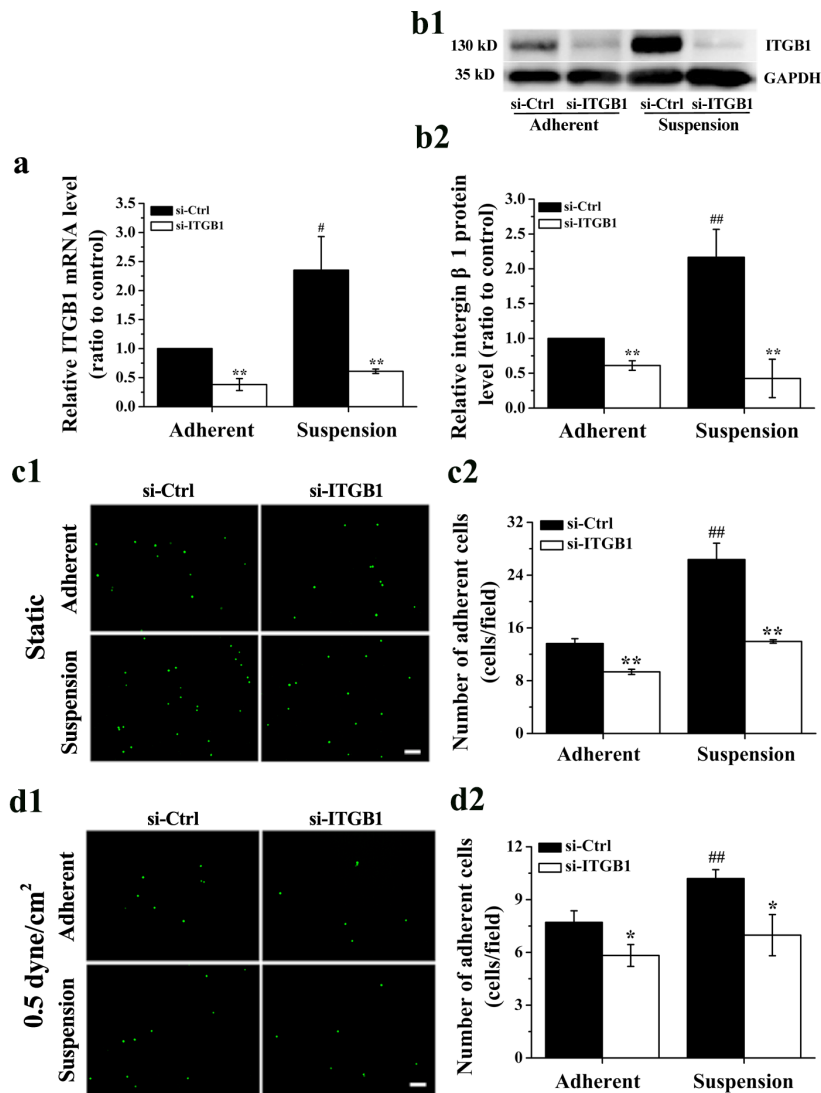 b1
130 kD
ITGB1
35 kD
GAPDH
si-Ctrl si-ITGB1 si-Ctrl si-ITGB1
Adherent Suspension
a
Relative ITGB1 mRNA level
(ratio to control)
3.5
3.0
2.5
2.0
1.5
1.0
0.5
0.0
si-Ctrl
si-ITGB1
#
**
**
Adherent Suspension
b2
Relative intergin β 1 protein
level (ratio to control)
3.0
2.5
2.0
1.5
1.0
0.5
0.0
si-Ctrl
si-ITGB1
##
**
**
Adherent Suspension
c1
si-Ctrl si-ITGB1
Static
Adherent
Suspension
c2
Number of adherent cells
(cells/field)
32
24
16
8
0
si-Ctrl
si-ITGB1
##
**
**
Adherent Suspension
d1
si-Ctrl si-ITGB1
0.5 dyne/cm²
Adherent
Suspension
d2
Number of adherent cells
(cells/field)
12
9
6
3
0
si-Ctrl
si-ITGB1
##
*
*
Adherent Suspension